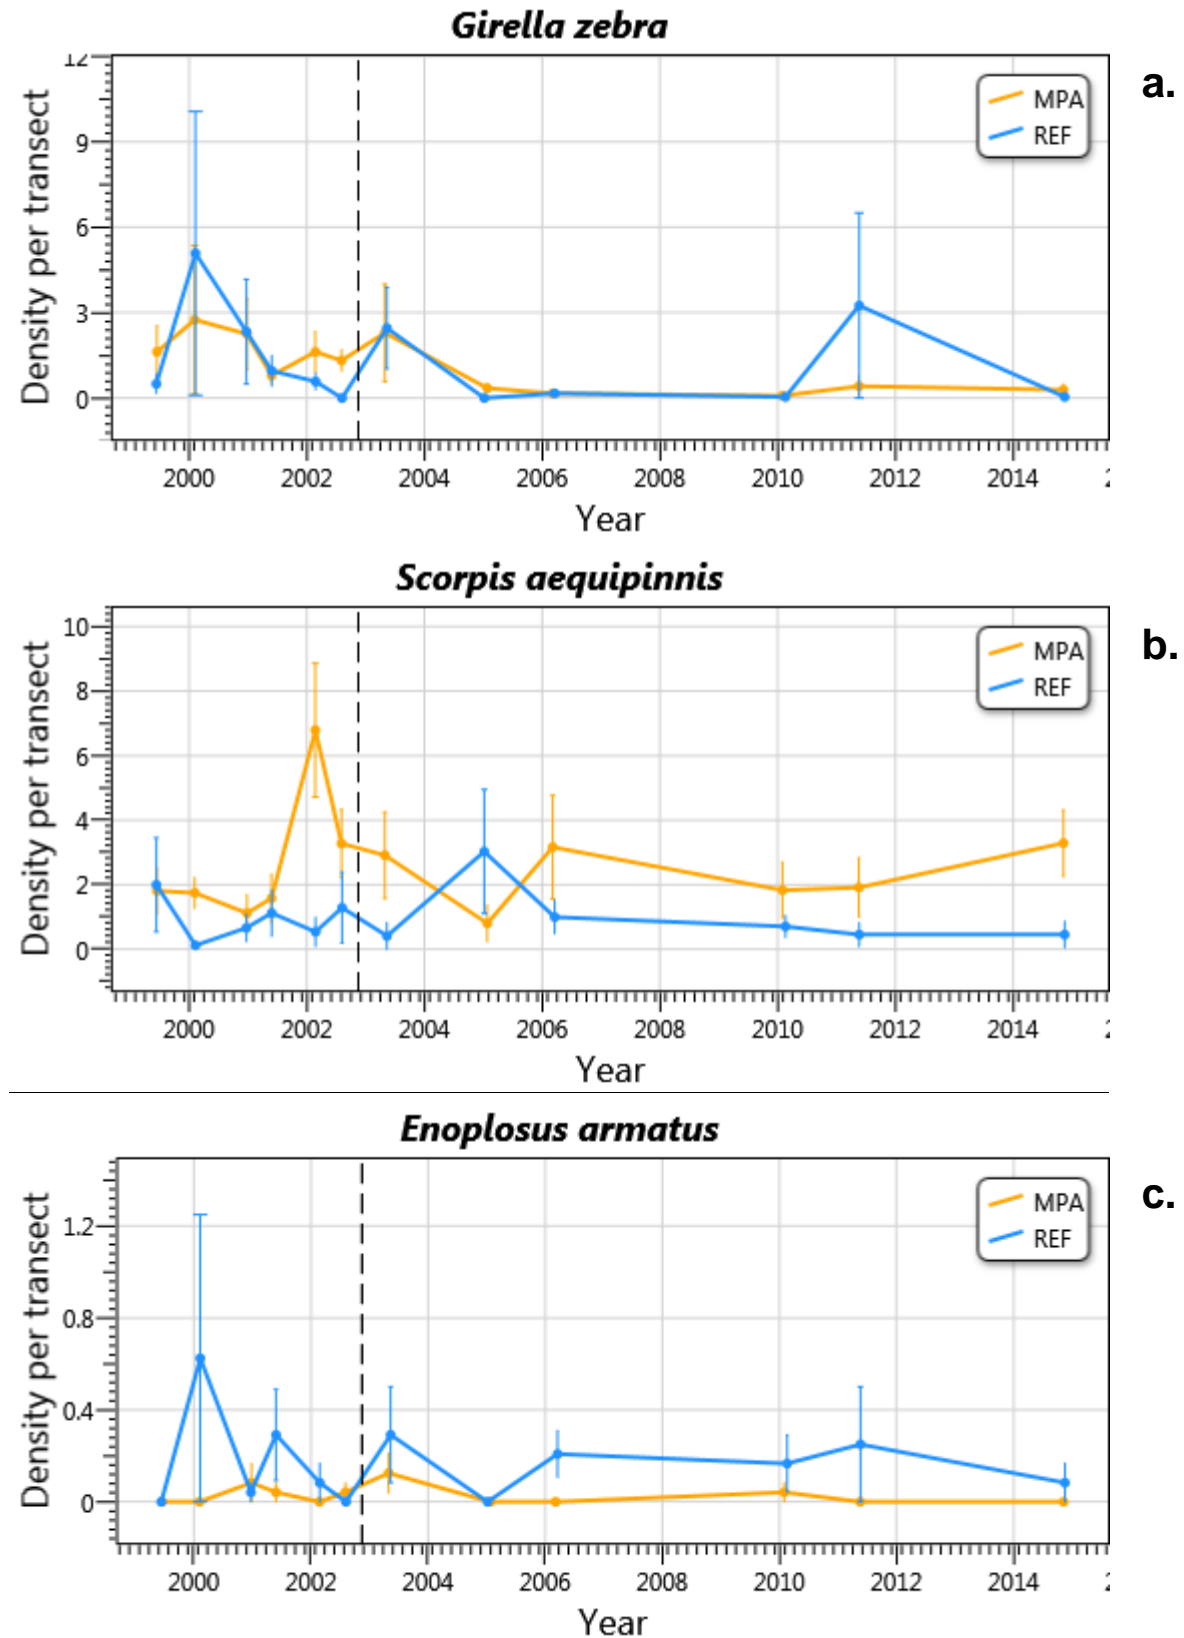 Girella zebra
a.
12
9
6
3
0
Density per transect
MPA
REF
2000 2002 2004 2006 2008 2010 2012 2014 2
Year
Scorpis aequipinnis
b.
10
8
6
4
2
0
Density per transect
MPA
REF
2000 2002 2004 2006 2008 2010 2012 2014 2
Year
Enoplosus armatus
c.
1.2
0.8
0.4
0
Density per transect
MPA
REF
2000 2002 2004 2006 2008 2010 2012 2014 2
Year